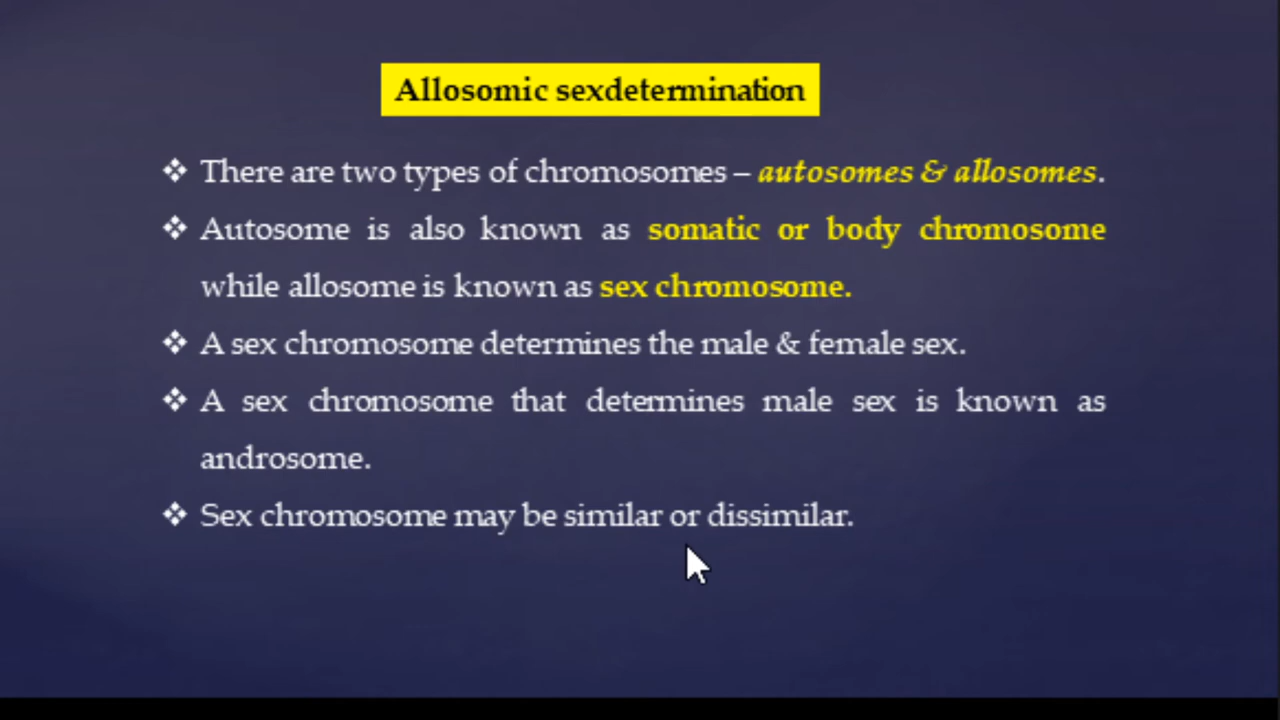 Allosomic sexdetermination
❖ There are two types of chromosomes – autosomes & allosomes.
❖ Autosome is also known as somatic or body chromosome
while allosome is known as sex chromosome.
❖ A sex chromosome determines the male & female sex.
❖ A sex chromosome that determines male sex is known as
androsome.
❖ Sex chromosome may be similar or dissimilar.